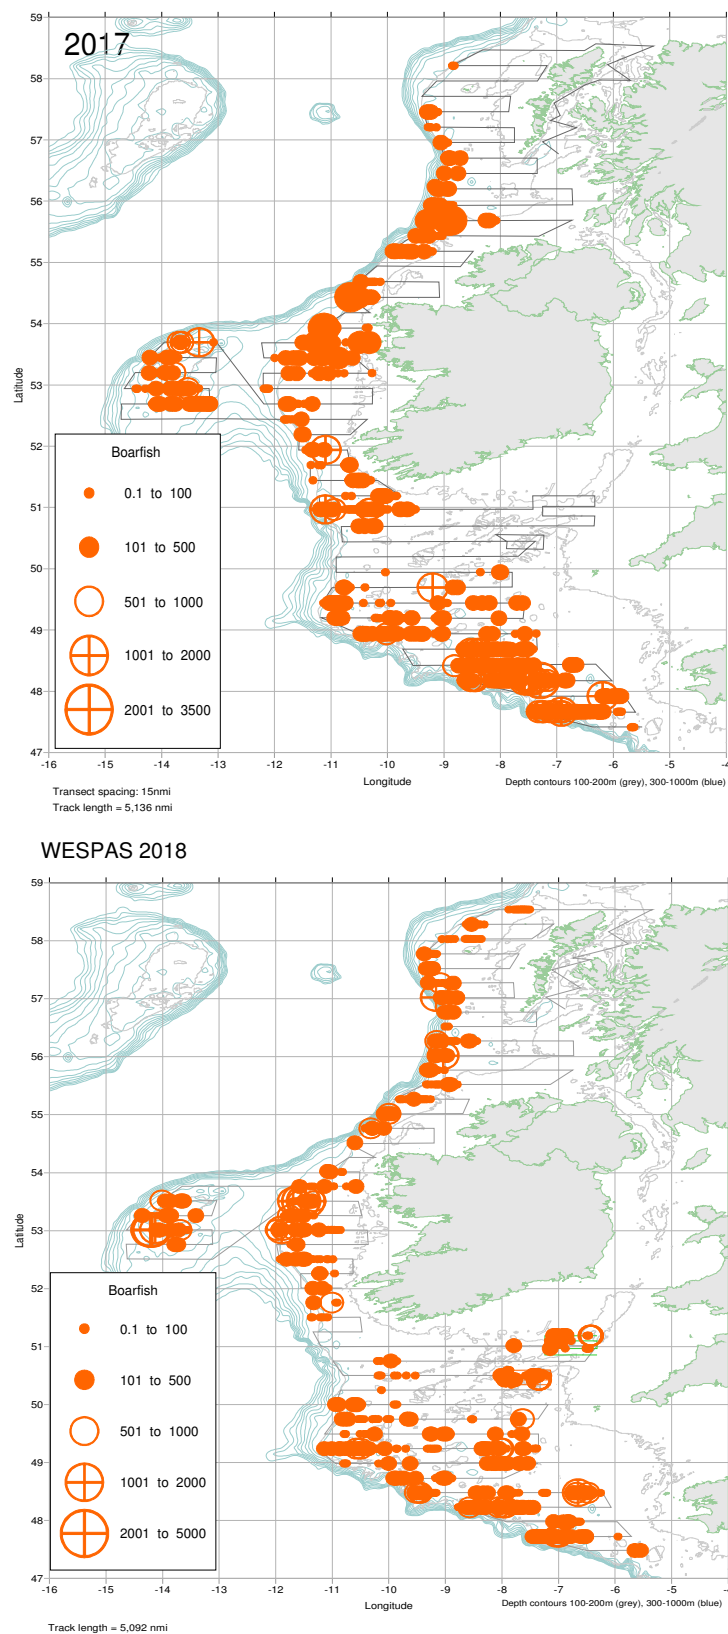 2017
59
58
57
56
55
54
53
52
51
50
49
48
47
Latitude
Boarfish
0.1 to 100
101 to 500
501 to 1000
1001 to 2000
2001 to 3500
-16 -15 -14 -13 -12 -11 -10 -9 -8 -7 -6 -5 -4
Longitude
Depth contours 100-200m (grey), 300-1000m (blue)
Transect spacing: 15nmi
Track length = 5,136 nmi
WESPAS 2018
59
58
57
56
55
54
53
52
51
50
49
48
47
Latitude
Boarfish
0.1 to 100
101 to 500
501 to 1000
1001 to 2000
2001 to 5000
-16 -15 -14 -13 -12 -11 -10 -9 -8 -7 -6 -5 -4
Longitude
Depth contours 100-200m (grey), 300-1000m (blue)
Track length = 5,092 nmi